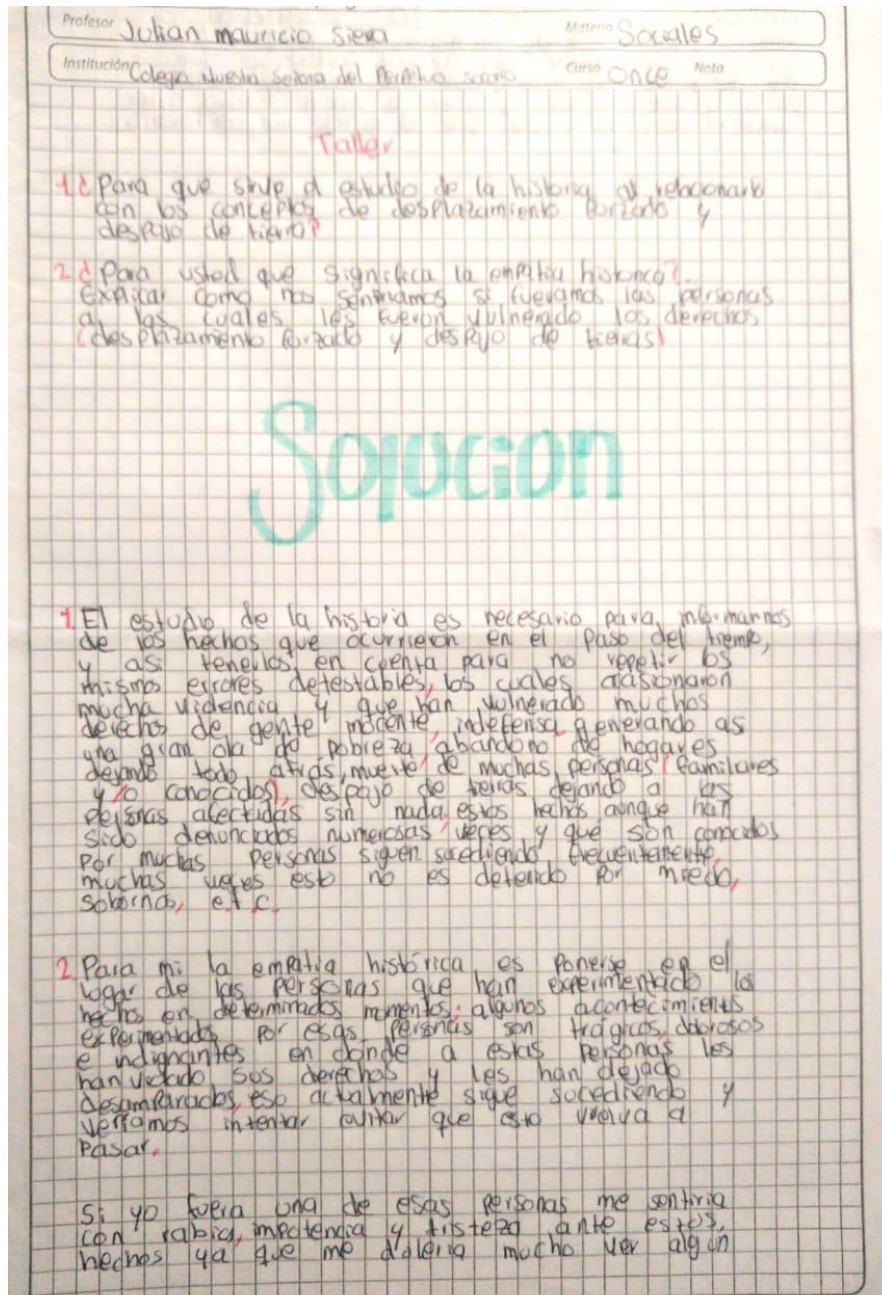 Profesor Julian mauricio Siera Materia Sociales
Institución Colegio Nuestra señora del Perpetuo socorro Curso Once Nota
Taller
1 ¿Para que sirve el estudio de la historia al relacionarlo
con los conceptos de desplazamiento forzado y
despojo de tierra?
2 ¿Para usted que significa la empatia historica?.
Explicar como nos sentiriamos si fueramos las personas
a las cuales les fueron vulnerado los derechos
(desplazamento forzado y despojo de tierras)
Solucion
1 El estudio de la historia es necesario para informarnos
de los hechos que ocurrieron en el paso del tiempo,
y asi tenerlos en cuenta para no repetir los
mismos errores detestables, los cuales ocasionaron
mucha violencia y que han vulnerado muchos
derechos de gente inocente, indefensa generando asi
una gran ola de pobreza abandono de hogares
dejando todo atrás, muerte de muchas personas (familiares
y/o conocidos), despojo de tierras dejando a las
personas afectadas sin nada, estos hechos aunque han
sido denunciados numerosas veces, y que son conocidos
por muchas personas siguen sucediendo frecuentemente,
muchas veces esto no es detenido por miedo,
sobornos, e.t.c.
2 Para mi la empatia histórica es ponerse en el
lugar de las personas que han experimentado los
hechos en determinados momentos; algunos acontecimientos
experimentados por esas personas son trágicos, dolorosos
e indignantes en donde a estas personas les
han violado sus derechos y les han dejado
desamparados, eso actualmente sigue sucediendo y
intentar evitar que esto vuelva a
pasar.
Si yo fuera una de esas personas me sentiria
con rabia, impotencia y tristeza ante estos,
hechos ya que me doleria mucho ver algún